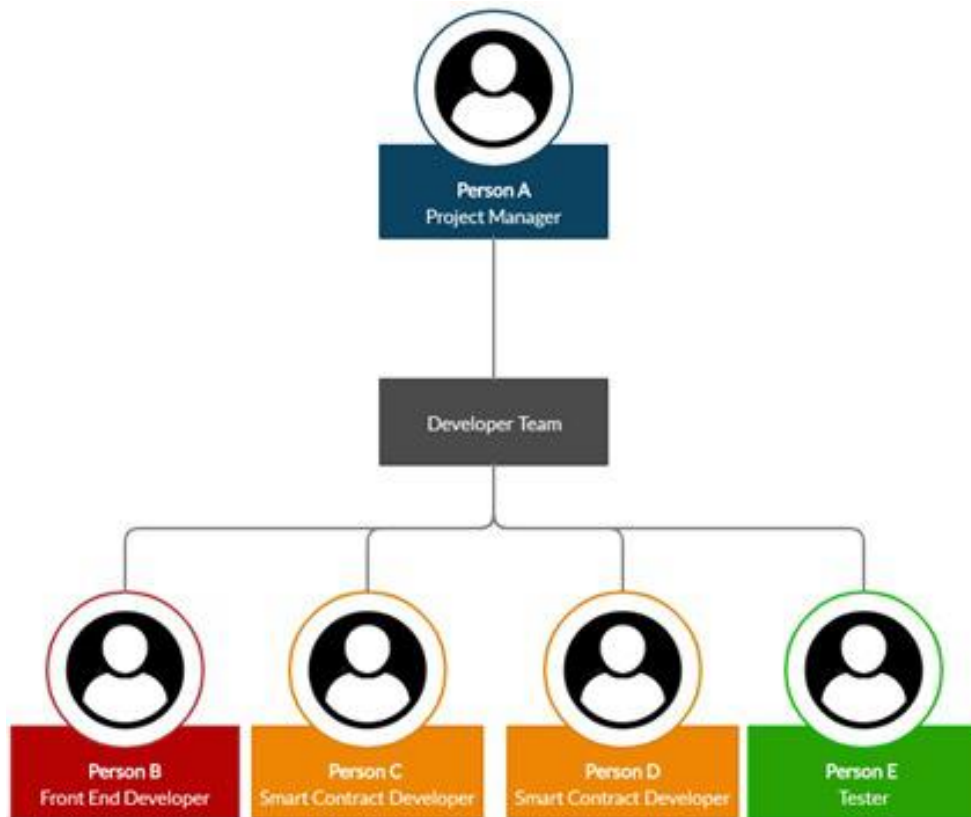 Person A
Project Manager
Developer Team
Person B
Front End Developer
Person C
Smart Contract Developer
Person D
Smart Contract Developer
Person E
Tester